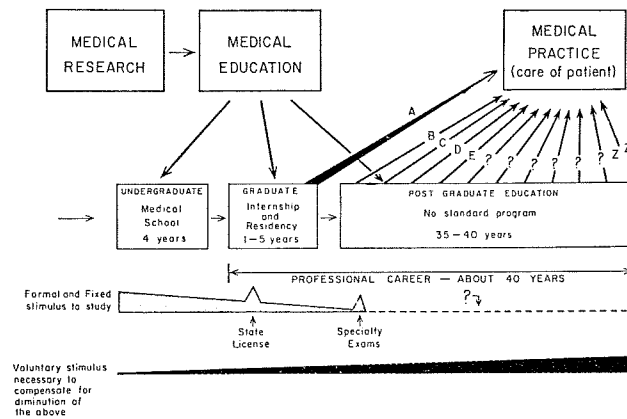 MEDICAL
RESEARCH
MEDICAL
EDUCATION
MEDICAL
PRACTICE
(care of patient)
A
B
C
D
E
?
?
?
?
?
Z
Z
UNDERGRADUATE
Medical
School
4 years
GRADUATE
Internship
and
Residency
1-5 years
POST GRADUATE EDUCATION
No standard program
35-40 years
PROFESSIONAL CAREER — ABOUT 40 YEARS
Formal and Fixed
stimulus to study
?
State
License
Specialty
Exams
Voluntary stimulus
necessary to
compensate for
diminution of
the above